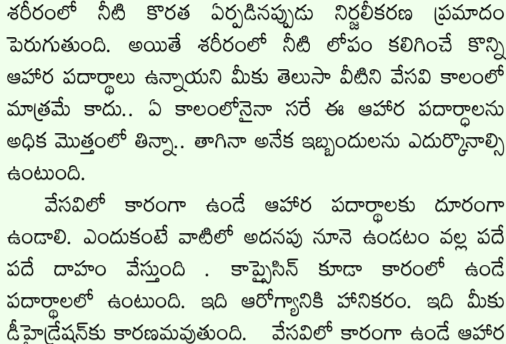 శరీరంలో నీటి కొరత ఏర్పడినప్పుడు నిర్జలీకరణ ప్రమాదం
పెరుగుతుంది. అయితే శరీరంలో నీటి లోపం కలిగించే కొన్ని
ఆహార పదార్థాలు ఉన్నాయని మీకు తెలుసా వీటిని వేసవి కాలంలో
మాత్రమే కాదు.. ఏ కాలంలోనైనా సరే ఈ ఆహార పదార్ధాలను
అధిక మొత్తంలో తిన్నా.. తాగినా అనేక ఇబ్బందులను ఎదుర్కొనాల్సి
ఉంటుంది.
వేసవిలో కారంగా ఉండే ఆహార పదార్థాలకు దూరంగా
ఉండాలి. ఎందుకంటే వాటిలో అదనపు నూనె ఉండటం వల్ల పదే
పదే దాహం వేస్తుంది . కాప్సైసిన్ కూడా కారంలో ఉండే
పదార్థాలలో ఉంటుంది. ఇది ఆరోగ్యానికి హానికరం. ఇది మీకు
డీహైడ్రేషన్‌కు కారణమవుతుంది. వేసవిలో కారంగా ఉండే ఆహార